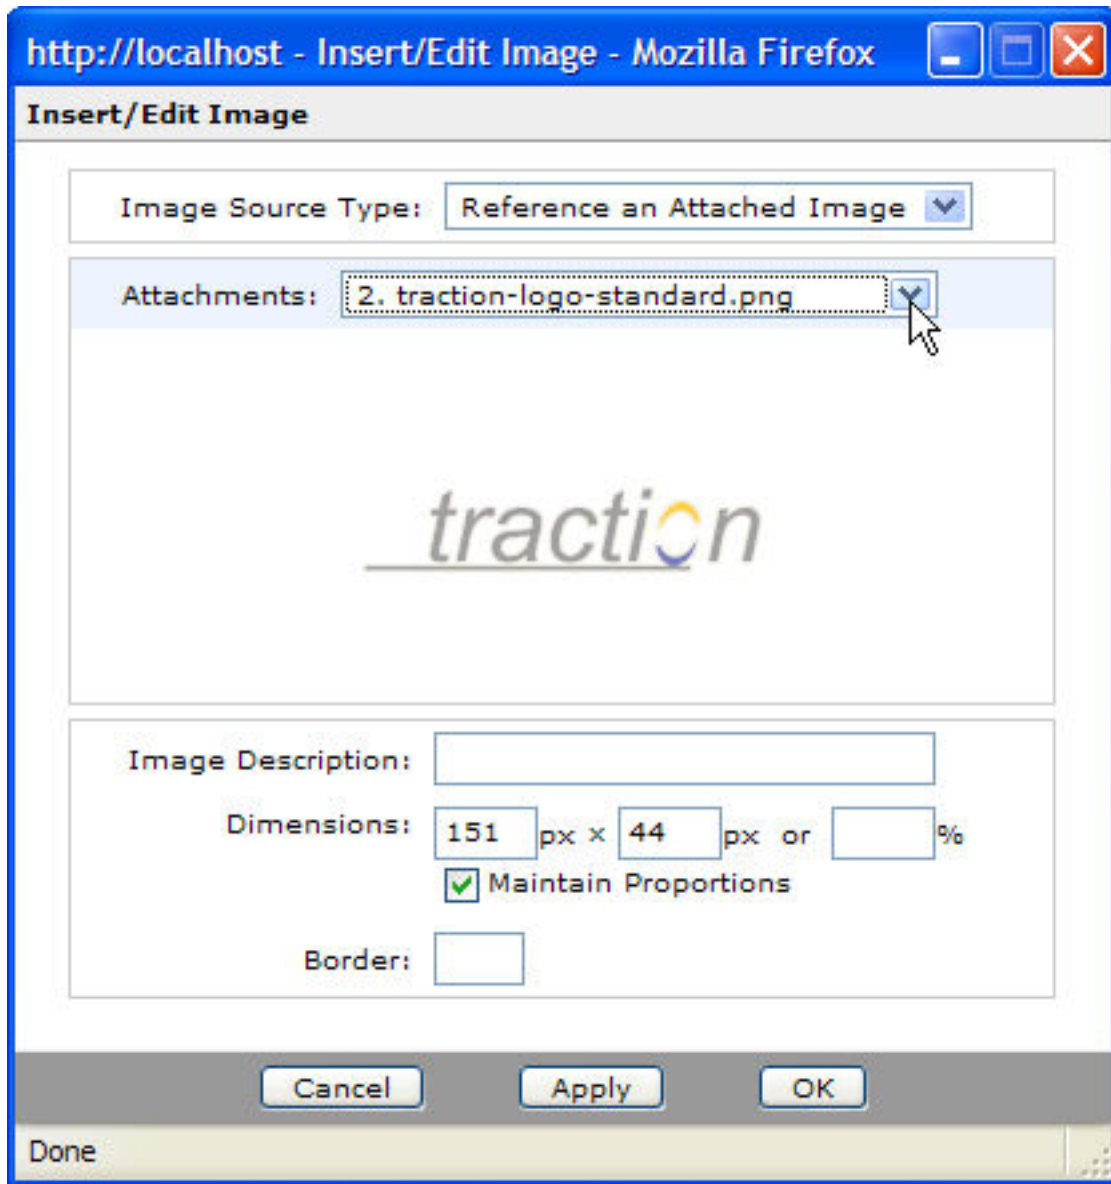 http://localhost - Insert/Edit Image - Mozilla Firefox
Insert/Edit Image
Image Source Type: Reference an Attached Image
Attachments: 2. traction-logo-standard.png
traction
Image Description:
Dimensions: 151 px × 44 px or %
Maintain Proportions
Border:
Cancel Apply OK
Done